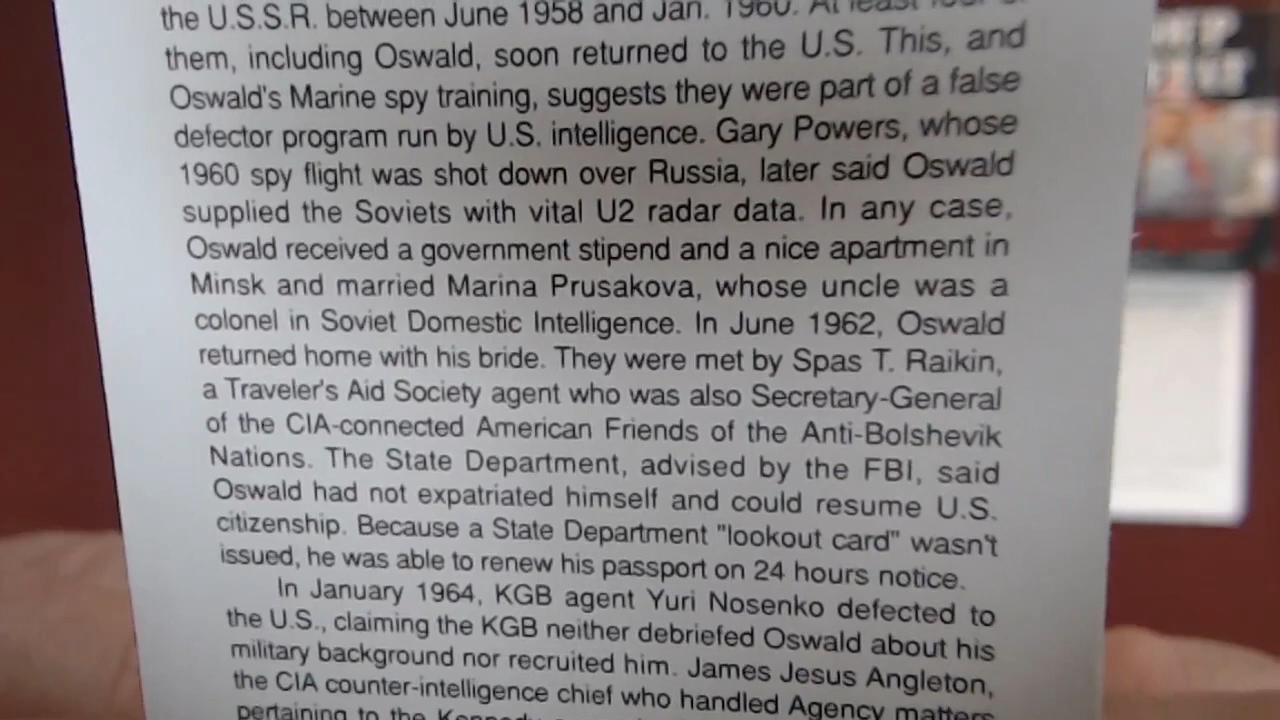 the U.S.S.R. between June 1958 and Jan. 1960. At least four of
them, including Oswald, soon returned to the U.S. This, and
Oswald's Marine spy training, suggests they were part of a false
defector program run by U.S. intelligence. Gary Powers, whose
1960 spy flight was shot down over Russia, later said Oswald
supplied the Soviets with vital U2 radar data. In any case,
Oswald received a government stipend and a nice apartment in
Minsk and married Marina Prusakova, whose uncle was a
colonel in Soviet Domestic Intelligence. In June 1962, Oswald
returned home with his bride. They were met by Spas T. Raikin,
a Traveler's Aid Society agent who was also Secretary-General
of the CIA-connected American Friends of the Anti-Bolshevik
Nations. The State Department, advised by the FBI, said
Oswald had not expatriated himself and could resume U.S.
citizenship. Because a State Department "lookout card" wasn't
issued, he was able to renew his passport on 24 hours notice.
In January 1964, KGB agent Yuri Nosenko defected to
the U.S., claiming the KGB neither debriefed Oswald about his
military background nor recruited him. James Jesus Angleton,
the CIA counter-intelligence chief who handled Agency matters
pertaining to the Kennedy